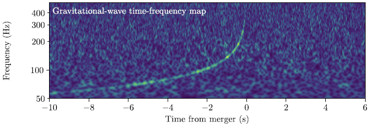 Gravitational-wave time-frequency map
400
300
200
100
50
Frequency (Hz)
-10 -8 -6 -4 -2 0 2 4 6
Time from merger (s)